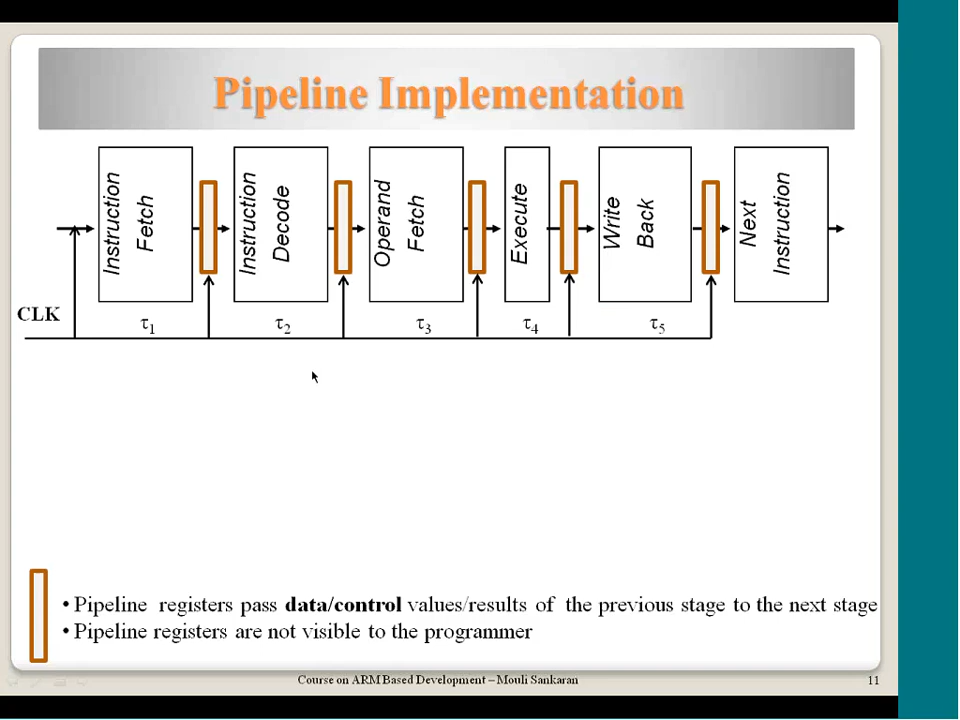 Pipeline Implementation
Instruction
Fetch
Instruction
Decode
Operand
Fetch
Execute
Write
Back
Next
Instruction
CLK
τ1 τ2 τ3 τ4 τ5
• Pipeline registers pass data/control values/results of the previous stage to the next stage
• Pipeline registers are not visible to the programmer
Course on ARM Based Development – Mouli Sankaran 11